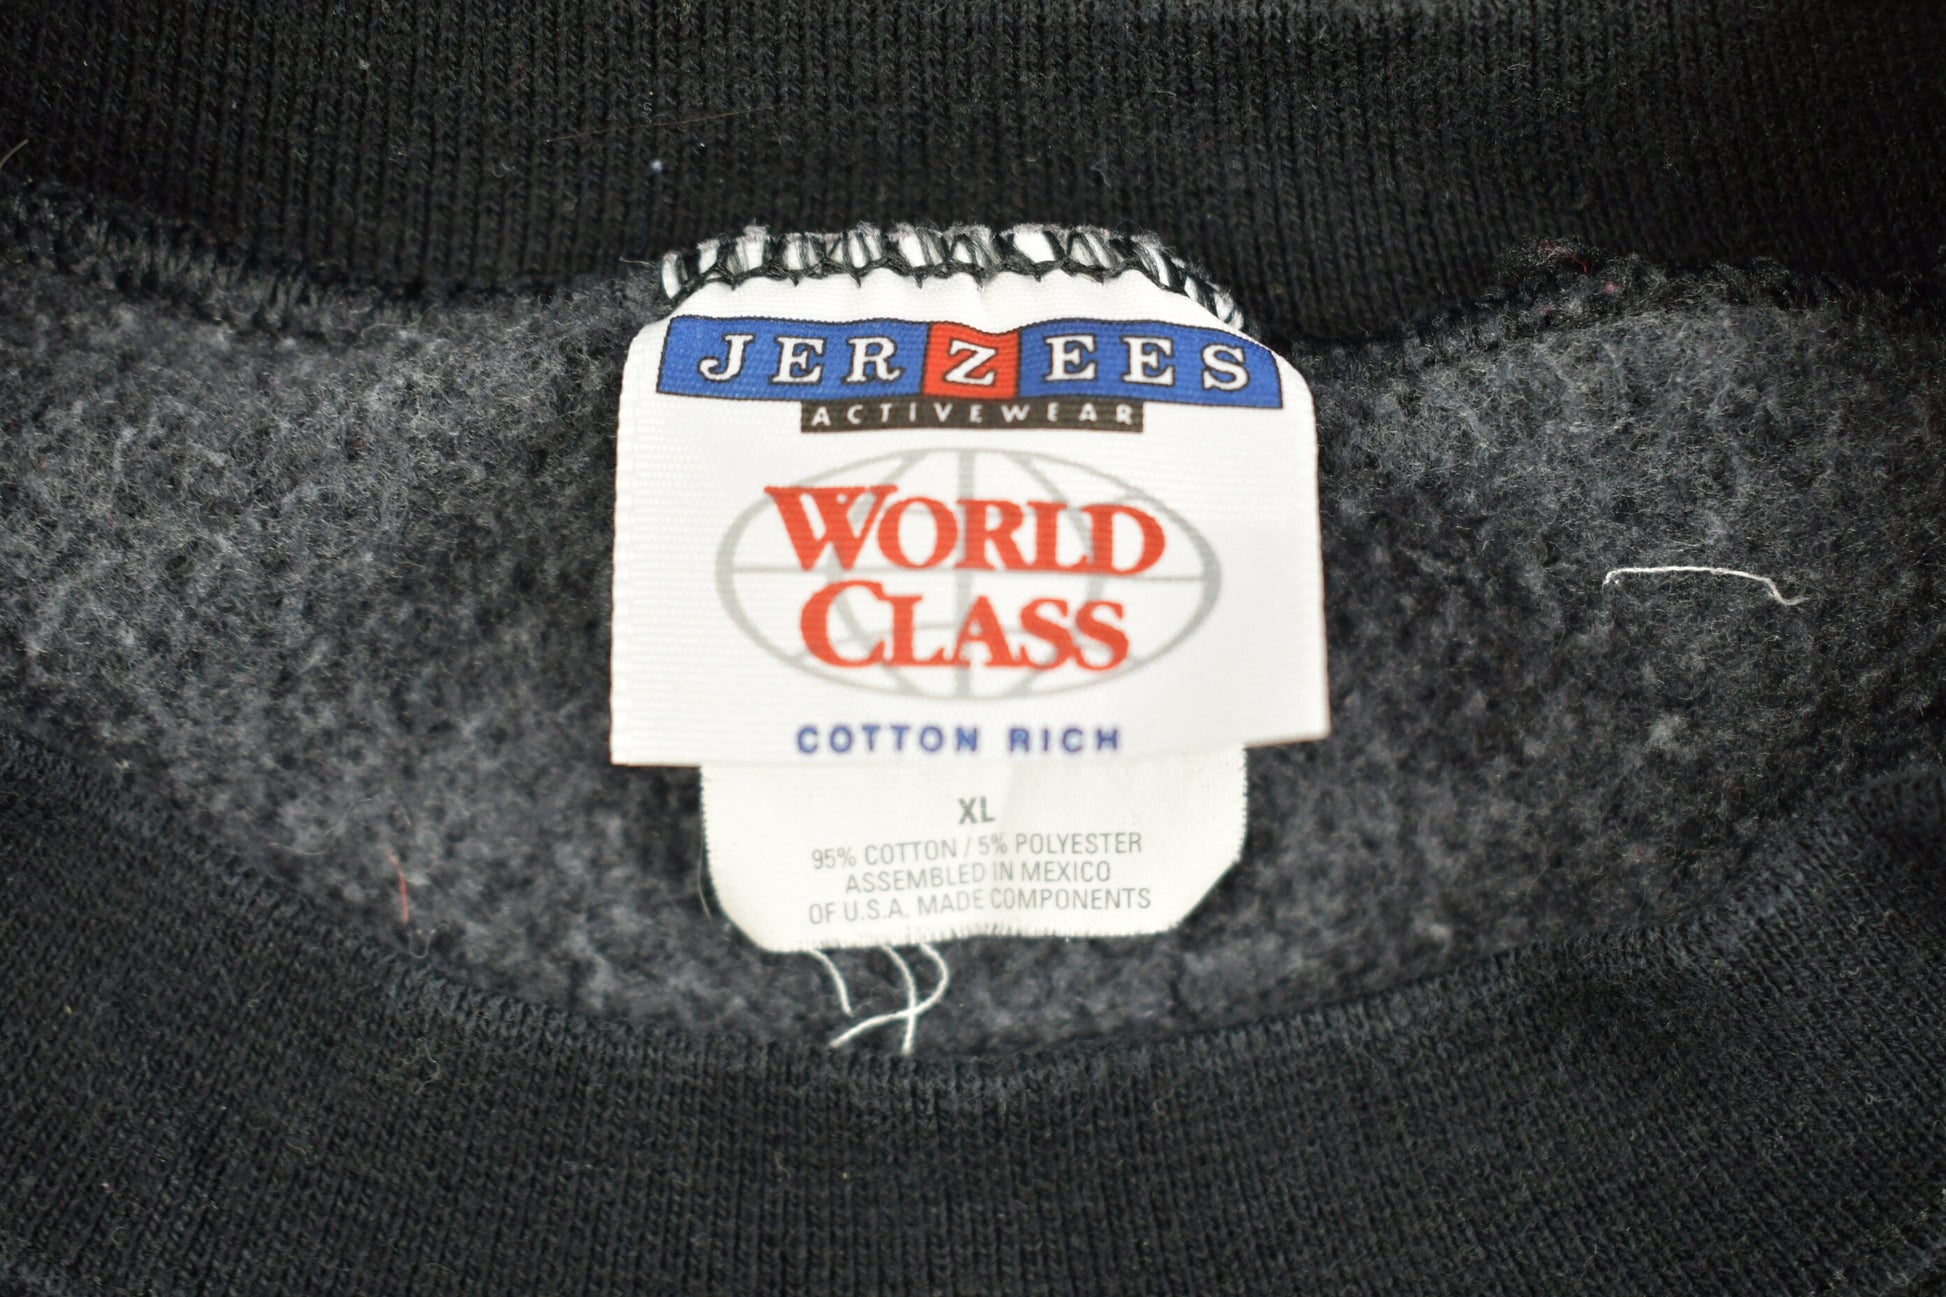 JERZEES
ACTIVEWEAR
WORLD
CLASS
COTTON RICH
XL
95% COTTON / 5% POLYESTER
ASSEMBLED IN MEXICO
OF U.S.A. MADE COMPONENTS